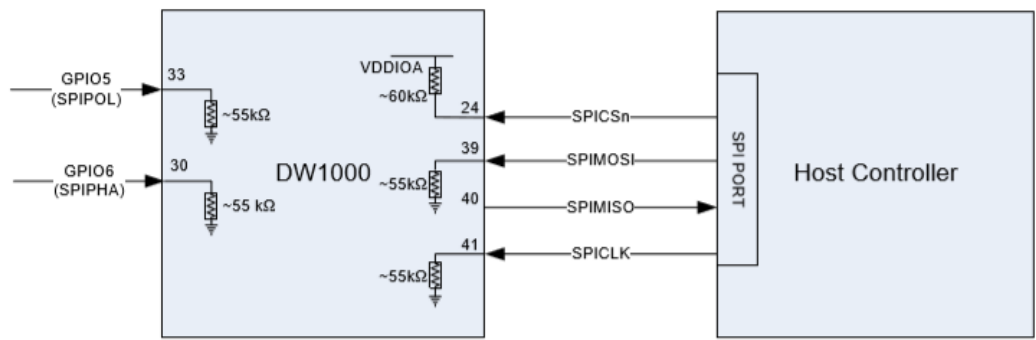 GPIO5
(SPIPOL)
33
~55kΩ
GPIO6
(SPIPHA)
30
~55 kΩ
DW1000
VDDIOA
~60kΩ
24
39
~55kΩ
40
41
~55kΩ
SPICSn
SPIMOSI
SPIMISO
SPICLK
SPI PORT
Host Controller